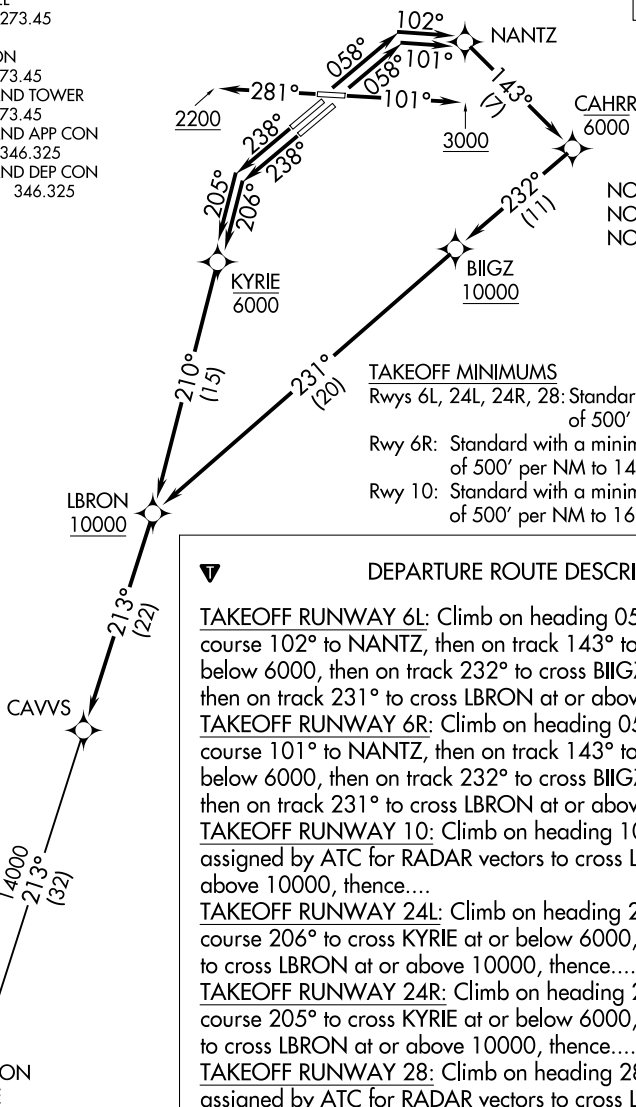 273.45
ON
273.45
ND TOWER
273.45
ND APP CON
346.325
ND DEP CON
346.325
102°
NANTZ
058°
058°
101°
143°
(7)
281°
101°
2200
3000
CAHRR
6000
238°
238°
205°
206°
232°
(11)
NO
NO
NO
KYRIE
6000
BIIGZ
10000
210°
(15)
231°
(20)
TAKEOFF MINIMUMS
Rwys 6L, 24L, 24R, 28: Standar
of 500' 
Rwy 6R: Standard with a minim
of 500' per NM to 14
Rwy 10: Standard with a minim
of 500' per NM to 16
LBRON
10000
213°
(22)
CAVVS
14000
213°
(32)
ON
T
DEPARTURE ROUTE DESCRI
TAKEOFF RUNWAY 6L: Climb on heading 05
course 102° to NANTZ, then on track 143° to
below 6000, then on track 232° to cross BIIGZ
then on track 231° to cross LBRON at or abov
TAKEOFF RUNWAY 6R: Climb on heading 05
course 101° to NANTZ, then on track 143° to
below 6000, then on track 232° to cross BIIGZ
then on track 231° to cross LBRON at or abov
TAKEOFF RUNWAY 10: Climb on heading 10
assigned by ATC for RADAR vectors to cross L
above 10000, thence....
TAKEOFF RUNWAY 24L: Climb on heading 2
course 206° to cross KYRIE at or below 6000,
to cross LBRON at or above 10000, thence....
TAKEOFF RUNWAY 24R: Climb on heading 2
course 205° to cross KYRIE at or below 6000,
to cross LBRON at or above 10000, thence....
TAKEOFF RUNWAY 28: Climb on heading 28
assigned by ATC for RADAR vectors to cross L